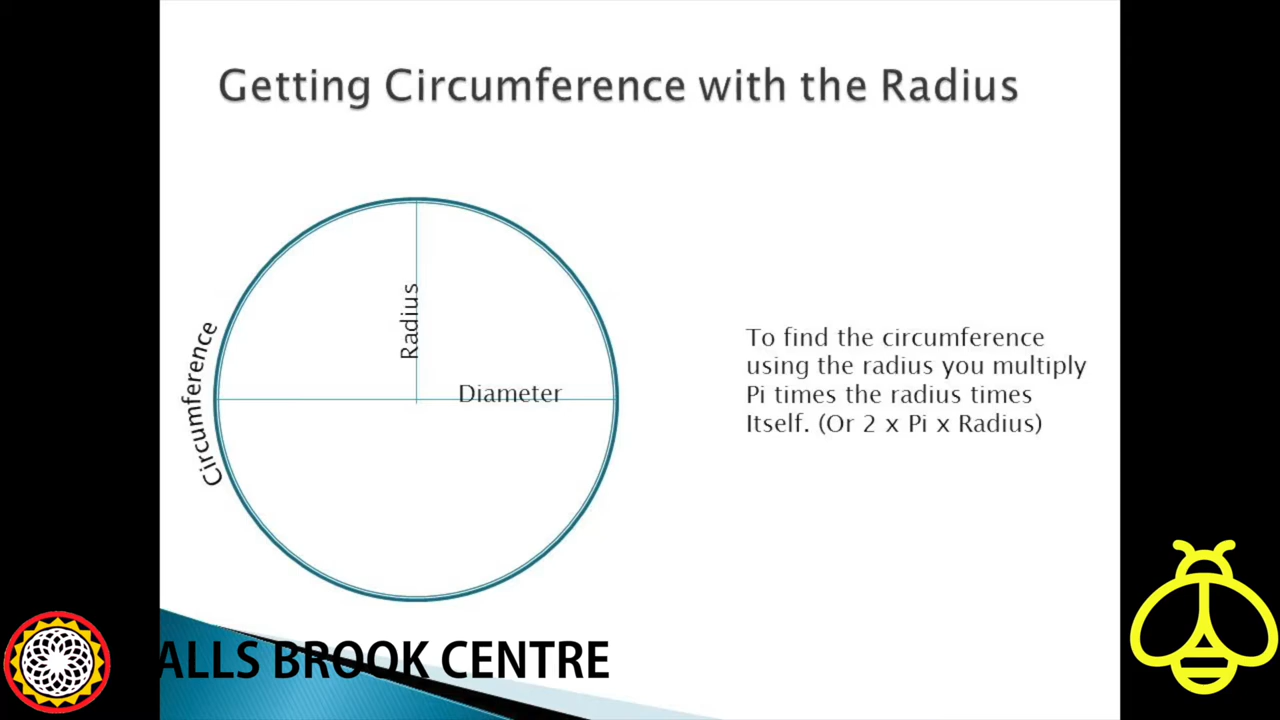 Getting Circumference with the Radius
Circumference
Radius
Diameter
To find the circumference
using the radius you multiply
Pi times the radius times
Itself. (Or 2 x Pi x Radius)
ALLS BROOK CENTRE